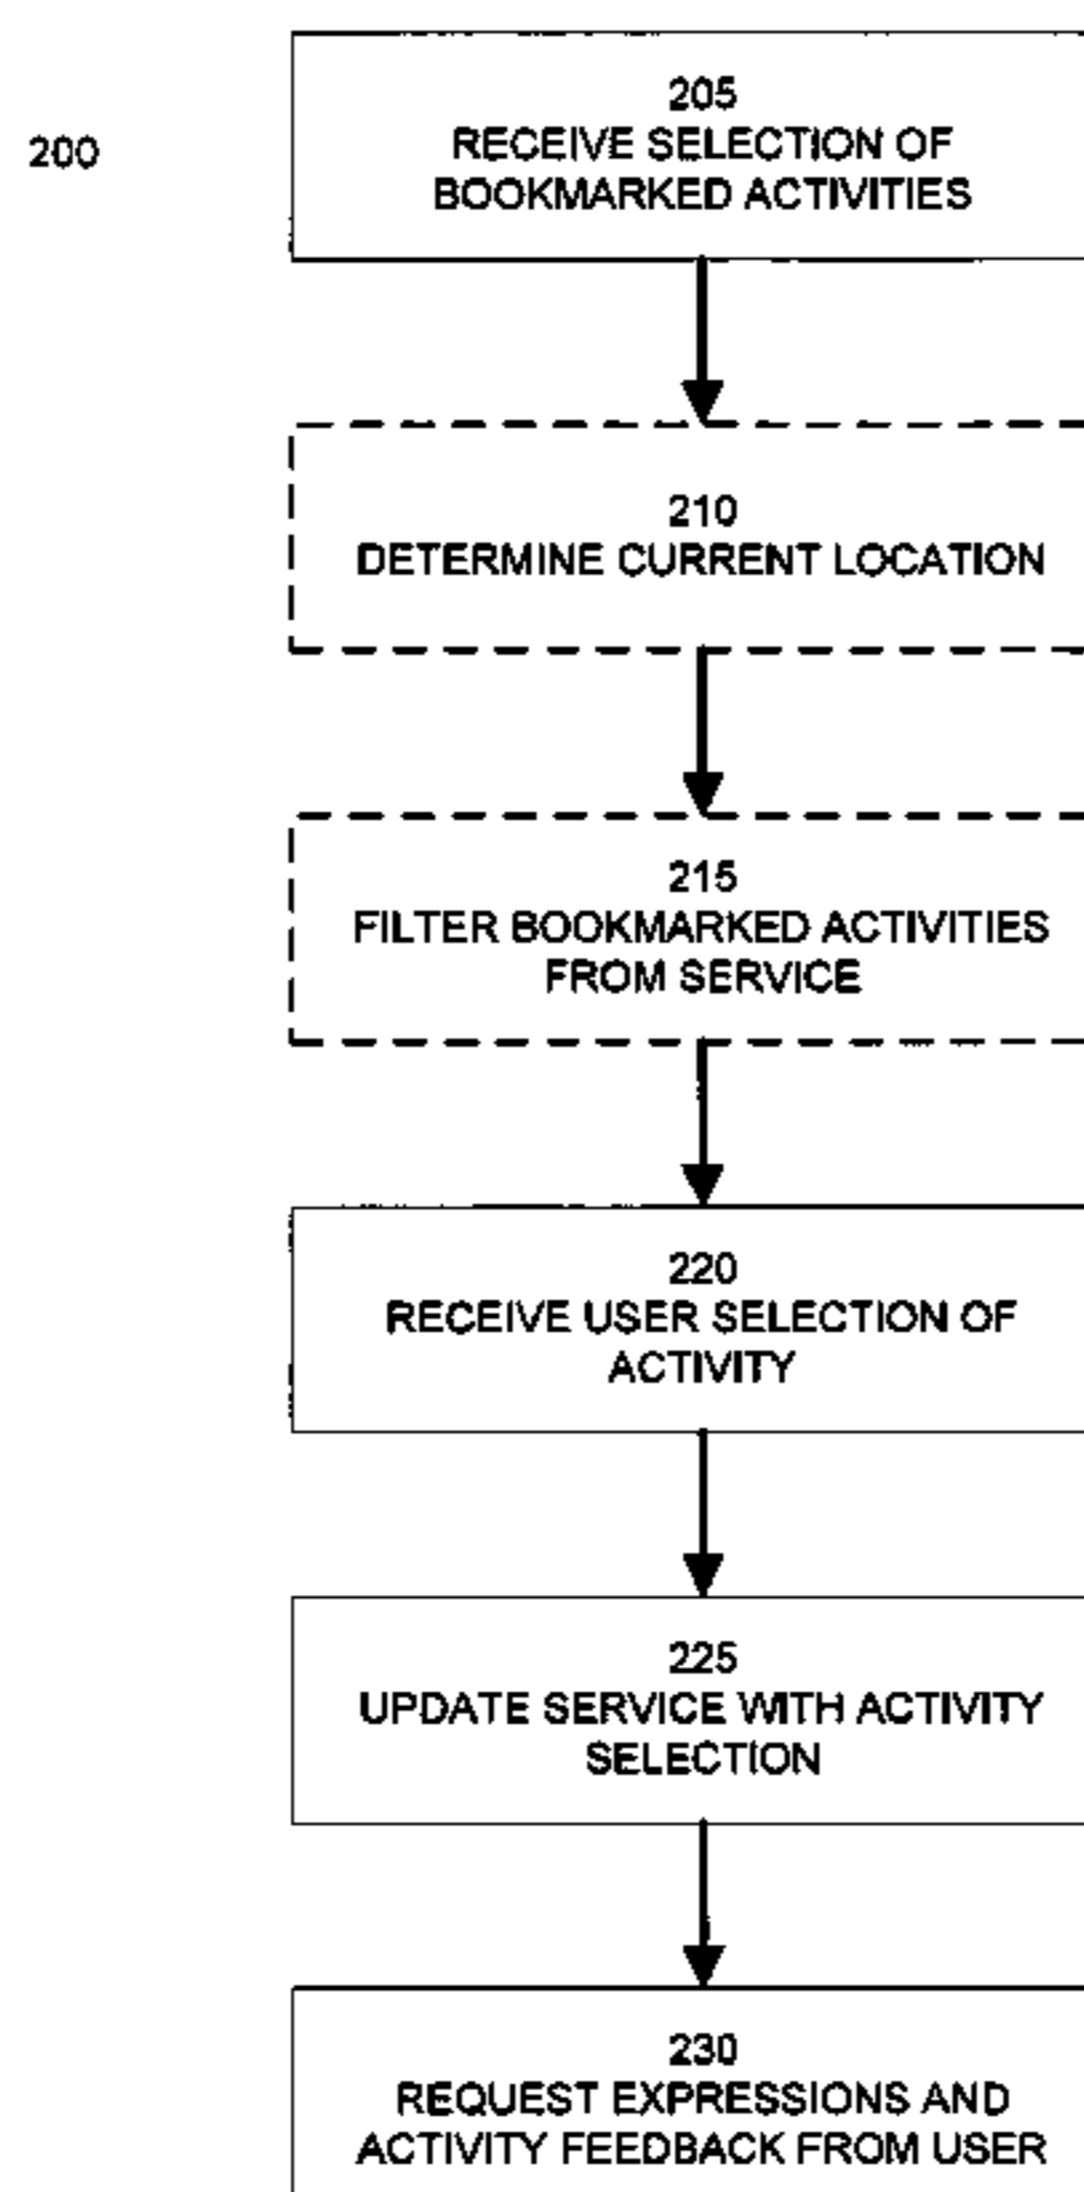 200
205
RECEIVE SELECTION OF
BOOKMARKED ACTIVITIES
210
DETERMINE CURRENT LOCATION
215
FILTER BOOKMARKED ACTIVITIES
FROM SERVICE
220
RECEIVE USER SELECTION OF
ACTIVITY
225
UPDATE SERVICE WITH ACTIVITY
SELECTION
230
REQUEST EXPRESSIONS AND
ACTIVITY FEEDBACK FROM USER